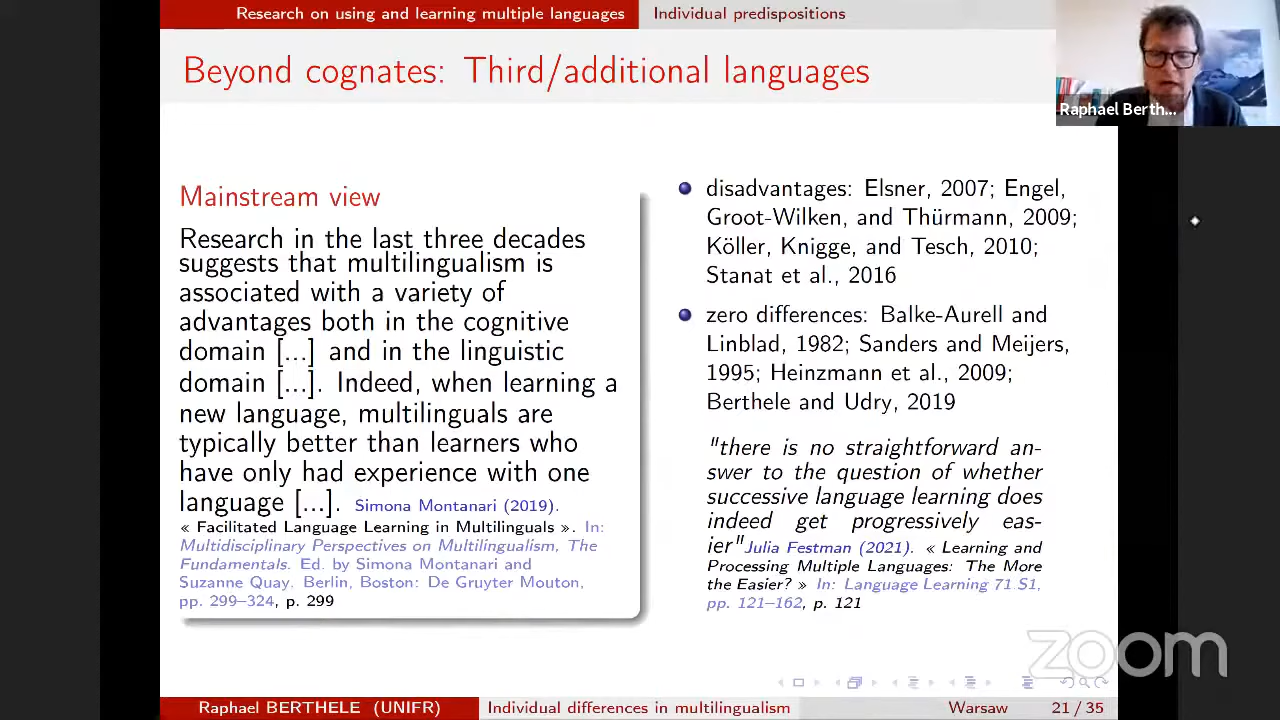 Research on using and learning multiple languages Individual predispositions
Beyond cognates: Third/additional languages
Raphael Berth...
Mainstream view
Research in the last three decades
suggests that multilingualism is
associated with a variety of
advantages both in the cognitive
domain [...] and in the linguistic
domain [...]. Indeed, when learning a
new language, multilinguals are
typically better than learners who
have only had experience with one
language [...]. Simona Montanari (2019).
« Facilitated Language Learning in Multilinguals ». In:
Multidisciplinary Perspectives on Multilingualism, The
Fundamentals. Ed. by Simona Montanari and
Suzanne Quay. Berlin, Boston: De Gruyter Mouton,
pp. 299–324, p. 299
disadvantages: Elsner, 2007; Engel,
Groot-Wilken, and Thürmann, 2009;
Köller, Knigge, and Tesch, 2010;
Stanat et al., 2016
zero differences: Balke-Aurell and
Linblad, 1982; Sanders and Meijers,
1995; Heinzmann et al., 2009;
Berthele and Udry, 2019
"there is no straightforward an-
swer to the question of whether
successive language learning does
indeed get progressively eas-
ier"Julia Festman (2021). « Learning and
Processing Multiple Languages: The More
the Easier? » In: Language Learning 71.S1,
pp. 121–162, p. 121
zoom
Raphael BERTHELE (UNIFR) Individual differences in multilingualism Warsaw 21 / 35